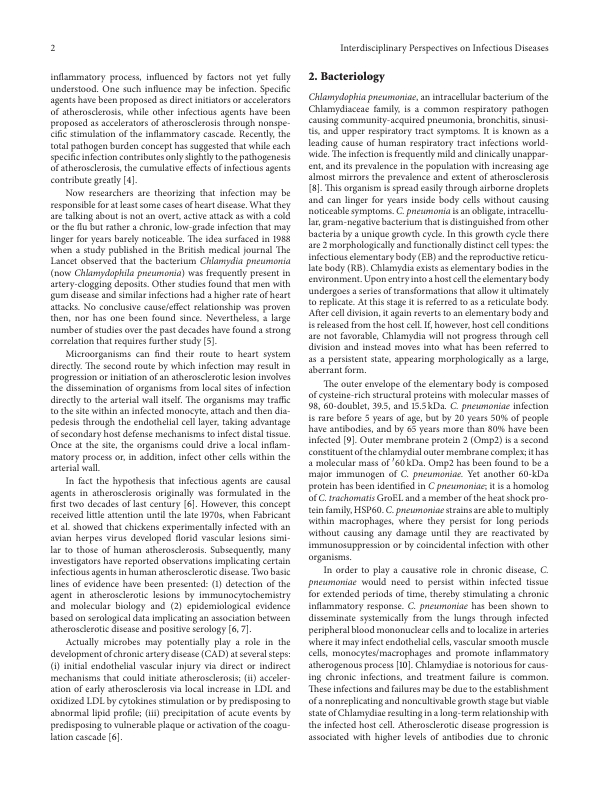 2
Interdisciplinary Perspectives on Infectious Diseases
inflammatory process, influenced by factors not yet fully
understood. One such influence may be infection. Specific
agents have been proposed as direct initiators or accelerators
of atherosclerosis, while other infectious agents have been
proposed as accelerators of atherosclerosis through nonspe-
cific stimulation of the inflammatory cascade. Recently, the
total pathogen burden concept has suggested that while each
specific infection contributes only slightly to the pathogenesis
of atherosclerosis, the cumulative effects of infectious agents
contribute greatly [4].
Now researchers are theorizing that infection may be
responsible for at least some cases of heart disease. What they
are talking about is not an overt, active attack as with a cold
or the flu but rather a chronic, low-grade infection that may
linger for years barely noticeable. The idea surfaced in 1988
when a study published in the British medical journal The
Lancet observed that the bacterium Chlamydia pneumonia
(now Chlamydophila pneumonia) was frequently present in
artery-clogging deposits. Other studies found that men with
gum disease and similar infections had a higher rate of heart
attacks. No conclusive cause/effect relationship was proven
then, nor has one been found since. Nevertheless, a large
number of studies over the past decades have found a strong
correlation that requires further study [5].
Microorganisms can find their route to heart system
directly. The second route by which infection may result in
progression or initiation of an atherosclerotic lesion involves
the dissemination of organisms from local sites of infection
directly to the arterial wall itself. The organisms may traffic
to the site within an infected monocyte, attach and then dia-
pedesis through the endothelial cell layer, taking advantage
of secondary host defense mechanisms to infect distal tissue.
Once at the site, the organisms could drive a local inflam-
matory process or, in addition, infect other cells within the
arterial wall.
In fact the hypothesis that infectious agents are causal
agents in atherosclerosis originally was formulated in the
first two decades of last century [6]. However, this concept
received little attention until the late 1970s, when Fabricant
et al. showed that chickens experimentally infected with an
avian herpes virus developed florid vascular lesions simi-
lar to those of human atherosclerosis. Subsequently, many
investigators have reported observations implicating certain
infectious agents in human atherosclerotic disease. Two basic
lines of evidence have been presented: (1) detection of the
agent in atherosclerotic lesions by immunocytochemistry
and molecular biology and (2) epidemiological evidence
based on serological data implicating an association between
atherosclerotic disease and positive serology [6, 7].
Actually microbes may potentially play a role in the
development of chronic artery disease (CAD) at several steps:
(i) initial endothelial vascular injury via direct or indirect
mechanisms that could initiate atherosclerosis; (ii) acceler-
ation of early atherosclerosis via local increase in LDL and
oxidized LDL by cytokines stimulation or by predisposing to
abnormal lipid profile; (iii) precipitation of acute events by
predisposing to vulnerable plaque or activation of the coagu-
lation cascade [6].
2. Bacteriology
Chlamydophia pneumoniae, an intracellular bacterium of the
Chlamydiaceae family, is a common respiratory pathogen
causing community-acquired pneumonia, bronchitis, sinusi-
tis, and upper respiratory tract symptoms. It is known as a
leading cause of human respiratory tract infections world-
wide. The infection is frequently mild and clinically unappar-
ent, and its prevalence in the population with increasing age
almost mirrors the prevalence and extent of atherosclerosis
[8]. This organism is spread easily through airborne droplets
and can linger for years inside body cells without causing
noticeable symptoms. C. pneumonia is an obligate, intracellu-
lar, gram-negative bacterium that is distinguished from other
bacteria by a unique growth cycle. In this growth cycle there
are 2 morphologically and functionally distinct cell types: the
infectious elementary body (EB) and the reproductive reticu-
late body (RB). Chlamydia exists as elementary bodies in the
environment. Upon entry into a host cell the elementary body
undergoes a series of transformations that allow it ultimately
to replicate. At this stage it is referred to as a reticulate body.
After cell division, it again reverts to an elementary body and
is released from the host cell. If, however, host cell conditions
are not favorable, Chlamydia will not progress through cell
division and instead moves into what has been referred to
as a persistent state, appearing morphologically as a large,
aberrant form.
The outer envelope of the elementary body is composed
of cysteine-rich structural proteins with molecular masses of
98, 60-doublet, 39.5, and 15.5 kDa. C. pneumoniae infection
is rare before 5 years of age, but by 20 years 50% of people
have antibodies, and by 65 years more than 80% have been
infected [9]. Outer membrane protein 2 (Omp2) is a second
constituent of the chlamydial outer membrane complex; it has
a molecular mass of ~60 kDa. Omp2 has been found to be a
major immunogen of C. pneumoniae. Yet another 60-kDa
protein has been identified in C pneumoniae; it is a homolog
of C. trachomatis GroEL and a member of the heat shock pro-
tein family, HSP60. C. pneumoniae strains are able to multiply
within macrophages, where they persist for long periods
without causing any damage until they are reactivated by
immunosuppression or by coincidental infection with other
organisms.
In order to play a causative role in chronic disease, C.
pneumoniae would need to persist within infected tissue
for extended periods of time, thereby stimulating a chronic
inflammatory response. C. pneumoniae has been shown to
disseminate systemically from the lungs through infected
peripheral blood mononuclear cells and to localize in arteries
where it may infect endothelial cells, vascular smooth muscle
cells, monocytes/macrophages and promote inflammatory
atherogenous process [10]. Chlamydiae is notorious for caus-
ing chronic infections, and treatment failure is common.
These infections and failures may be due to the establishment
of a nonreplicating and noncultivable growth stage but viable
state of Chlamydiae resulting in a long-term relationship with
the infected host cell. Atherosclerotic disease progression is
associated with higher levels of antibodies due to chronic